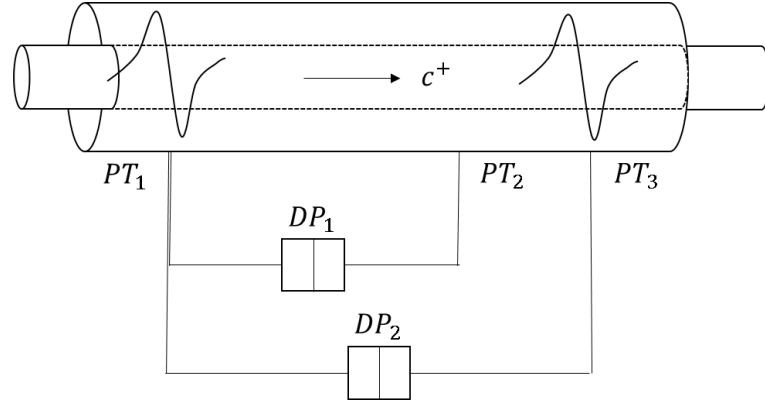 c⁺
PT₁ PT₂ PT₃
DP₁
DP₂